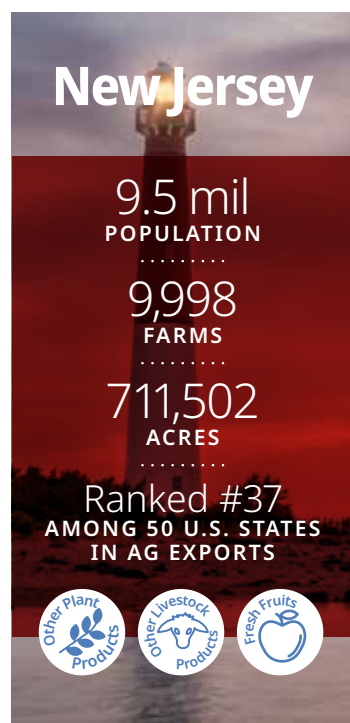 New Jersey
9.5 mil
POPULATION
9,998
FARMS
711,502
ACRES
Ranked #37
AMONG 50 U.S. STATES
IN AG EXPORTS
Other Plant
Products
Other Livestock
Products
Fresh Fruits